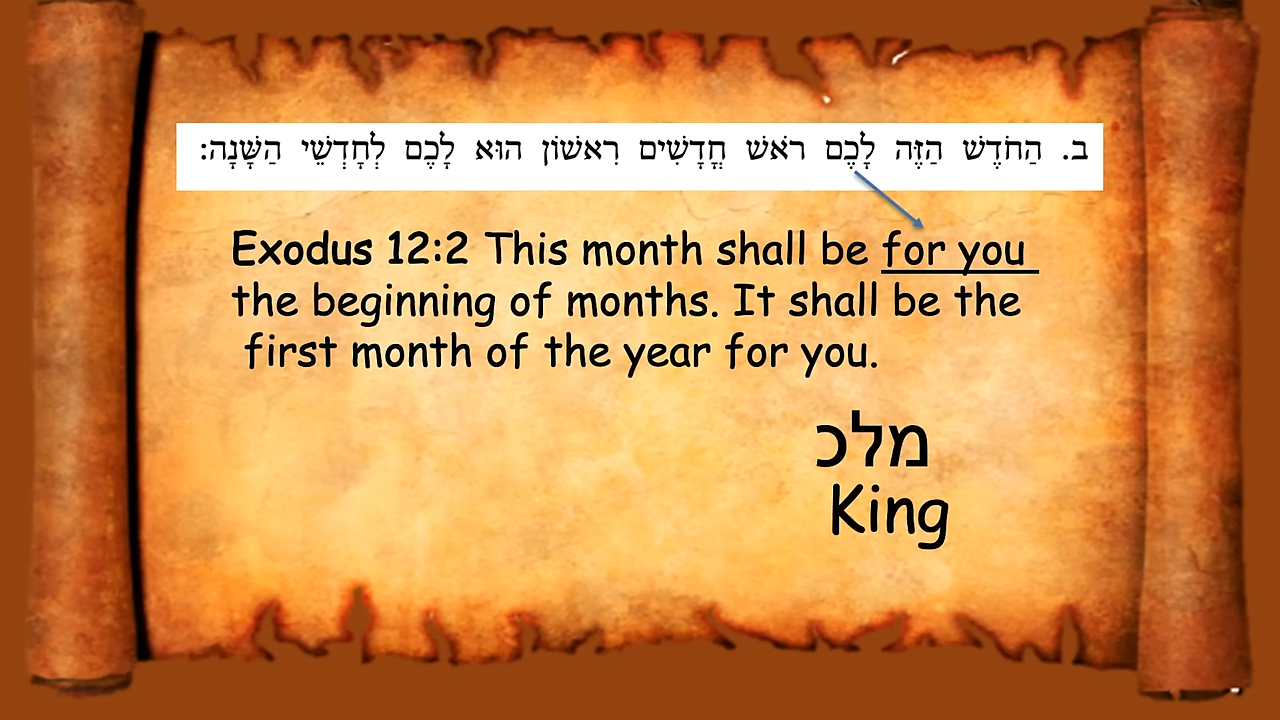 ב. הַחֹדֶשׁ הַזֶּה לָכֶם רֹאשׁ חֳדָשִׁים רִאשׁוֹן הוּא לָכֶם לְחָדְשֵׁי הַשָּׁנָה:
Exodus 12:2 This month shall be for you
the beginning of months. It shall be the
first month of the year for you.
מלכ
King